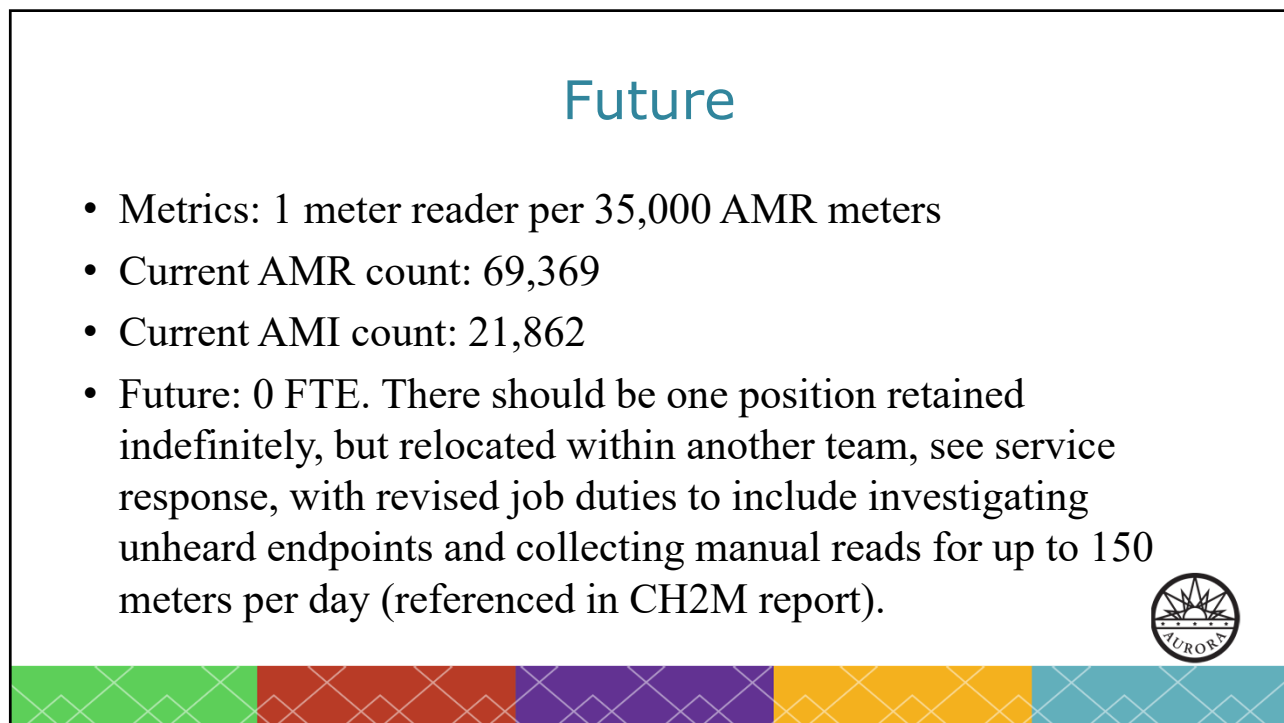 Future
• Metrics: 1 meter reader per 35,000 AMR meters
• Current AMR count: 69,369
• Current AMI count: 21,862
• Future: 0 FTE. There should be one position retained
indefinitely, but relocated within another team, see service
response, with revised job duties to include investigating
unheard endpoints and collecting manual reads for up to 150
meters per day (referenced in CH2M report).
AURORA